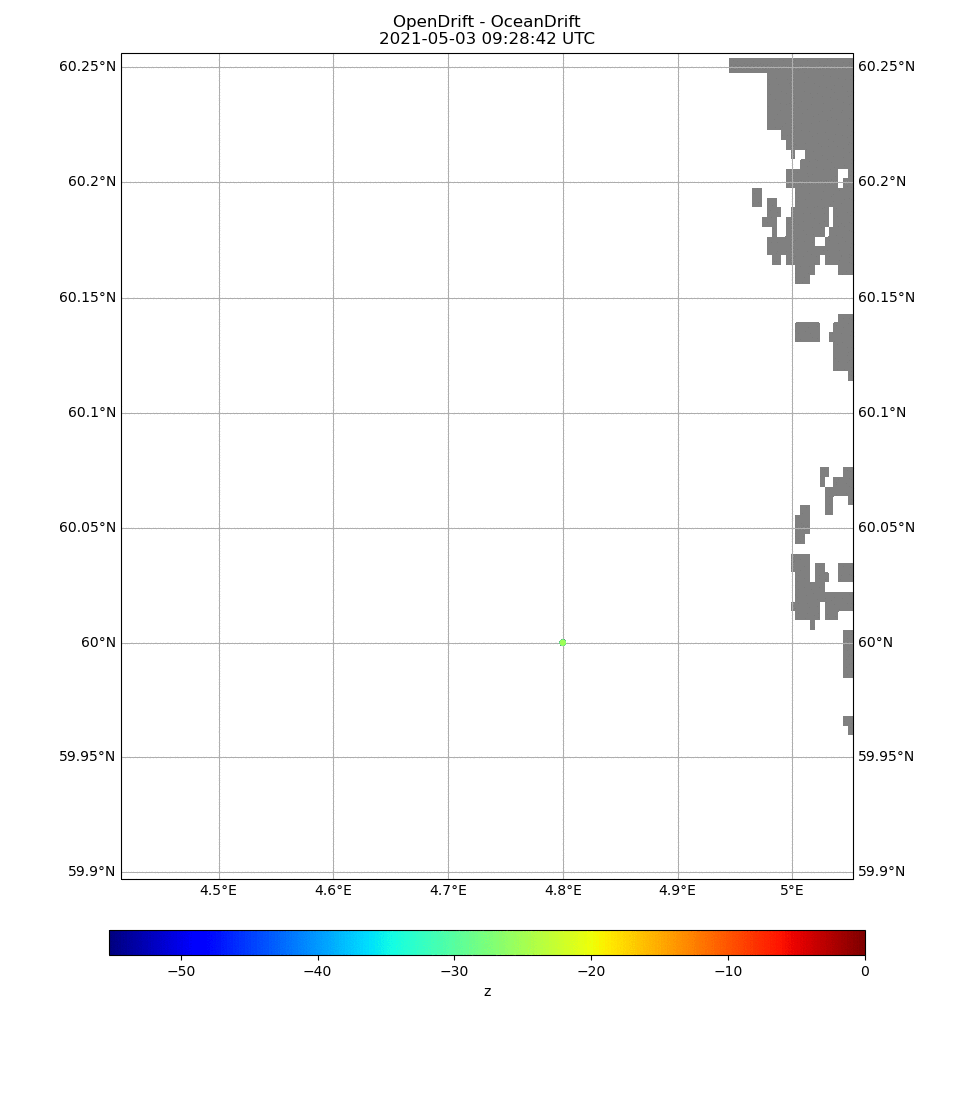 OpenDrift - OceanDrift
2021-05-03 09:28:42 UTC
60.25°N 60.25°N
60.2°N 60.2°N
60.15°N 60.15°N
60.1°N 60.1°N
60.05°N 60.05°N
60°N 60°N
59.95°N 59.95°N
59.9°N 59.9°N
4.5°E 4.6°E 4.7°E 4.8°E 4.9°E 5°E
−50 −40 −30 −20 −10 0
z